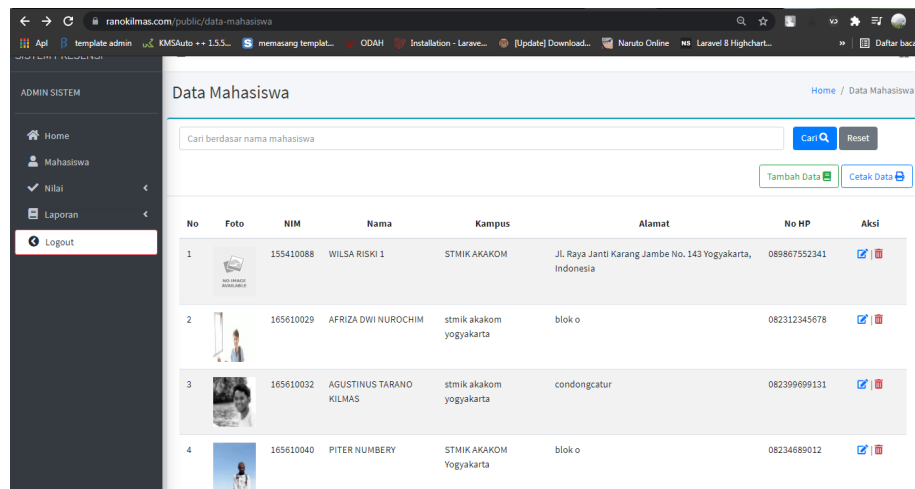 ranokilmas.com/public/data-mahasiswa
Apl template admin KMSAuto ++ 1.5.5... memasang templat... ODAH Installation - Larave... [Update] Download... Naruto Online NS Laravel 8 Highchart... » Daftar baca
SISTEM PRESENSI
ADMIN SISTEM
Home
Mahasiswa
Nilai
Laporan
Logout
Data Mahasiswa
Home / Data Mahasiswa
Cari berdasar nama mahasiswa
Cari
Reset
Tambah Data
Cetak Data
No Foto NIM Nama Kampus Alamat No HP Aksi
1 155410088 WILSA RISKI 1 STMIK AKAKOM Jl. Raya Janti Karang Jambe No. 143 Yogyakarta, 089867552341
Indonesia
NO IMAGE
AVAILABLE
2 165610029 AFRIZA DWI NUROCHIM stmik akakom blok o 082312345678
yogyakarta
3 165610032 AGUSTINUS TARANO stmik akakom condongcatur 082399699131
KILMAS yogyakarta
4 165610040 PITER NUMBERY STMIK AKAKOM blok o 08234689012
Yogyakarta